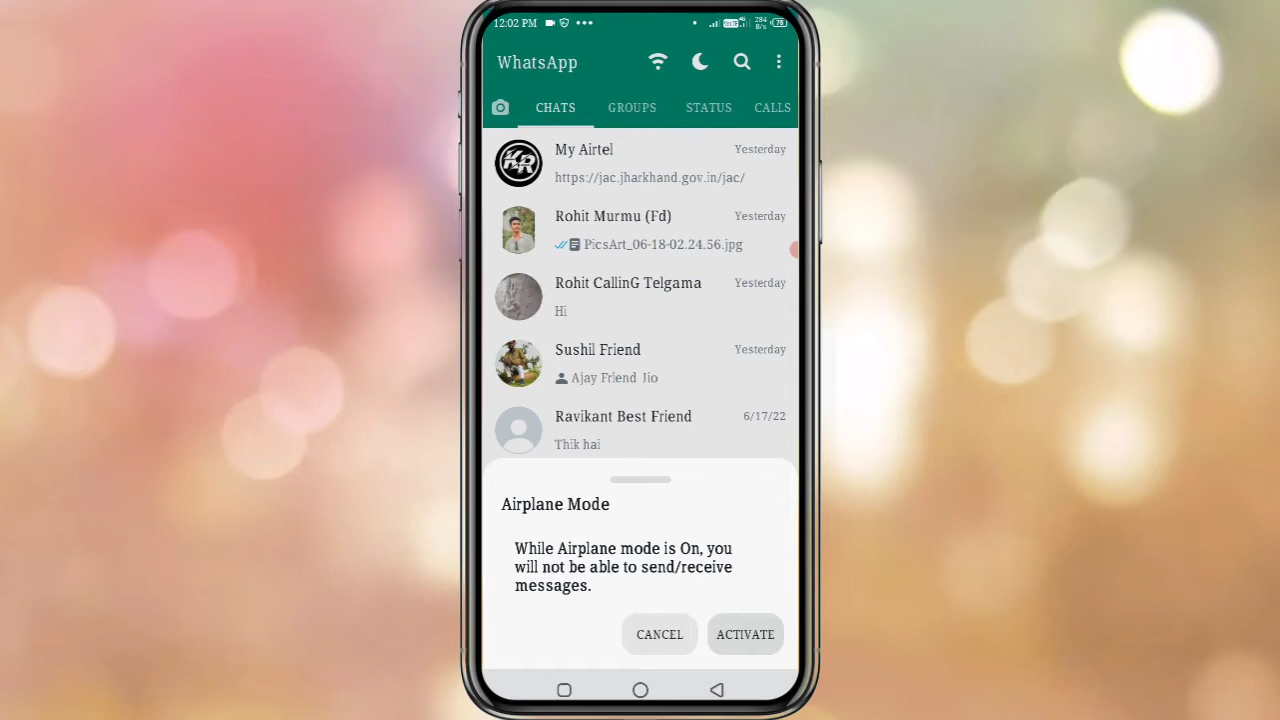 12:02 PM
284
B/s
78
WhatsApp
CHATS
GROUPS
STATUS
CALLS
KR
My Airtel
Yesterday
https://jac.jharkhand.gov.in/jac/
Rohit Murmu (Fd)
Yesterday
PicsArt_06-18-02.24.56.jpg
Rohit CallinG Telgama
Yesterday
Hi
Sushil Friend
Yesterday
Ajay Friend Jio
Ravikant Best Friend
6/17/22
Thik hai
Airplane Mode
While Airplane mode is On, you
will not be able to send/receive
messages.
CANCEL
ACTIVATE